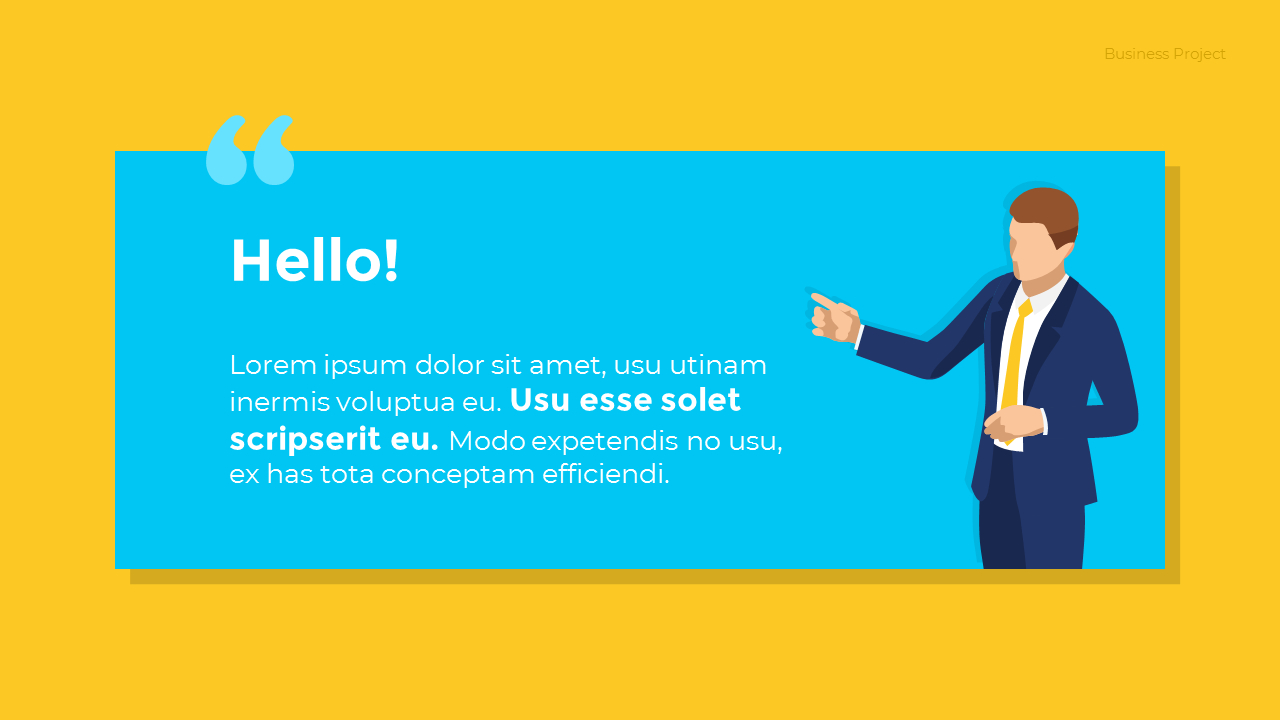 Business Project
“
Hello!
Lorem ipsum dolor sit amet, usu utinam
inermis voluptua eu. Usu esse solet
scripserit eu. Modo expetendis no usu,
ex has tota conceptam efficiendi.